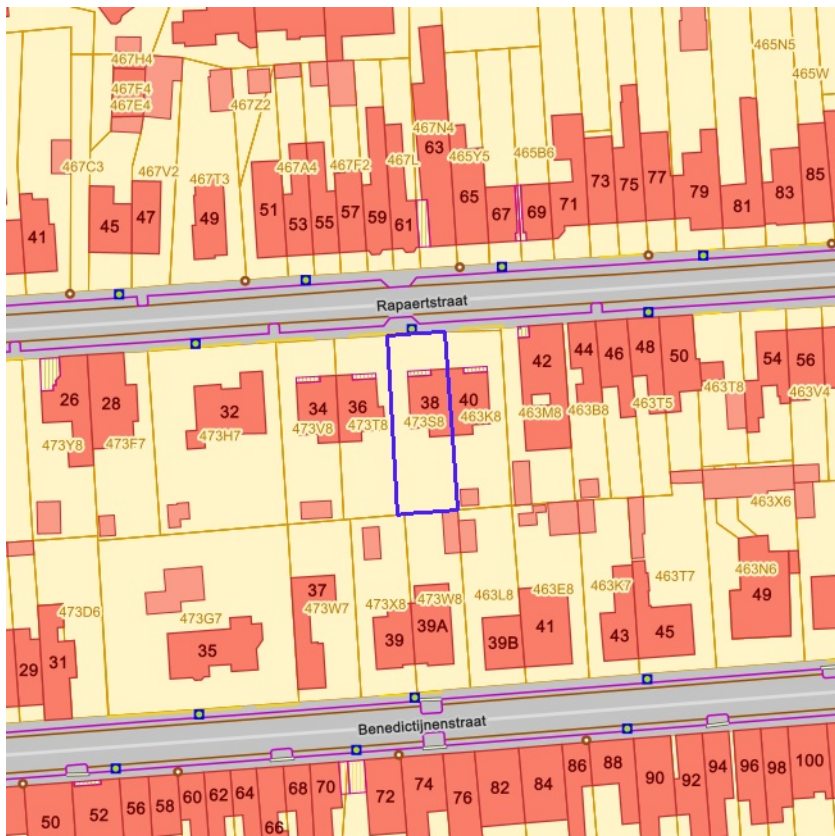 465N5
467H4
467F4
465W
467E4
467Z2
467N4
63
467C3
467V2
467A4
467F2
467L
465Y5
465B6
467T3
73
75
77
85
79
83
65
71
81
51
57
59
61
67
69
53
55
49
47
45
41
Rapaertstraat
42
44
46
48
50
54
56
26
28
32
34
36
38
40
463T8
463V4
473Y8
473F7
473H7
473V8
473T8
473S8
463K8
463M8
463B8
463T5
463X6
463N6
463T7
463K7
463E8
463L8
473W8
473X8
473W7
473G7
473D6
37
49
29
31
35
39
39A
39B
41
43
45
Benedictijnenstraat
50
52
56
58
60
62
64
66
68
70
72
74
76
82
84
86
88
90
92
94
96
98
100